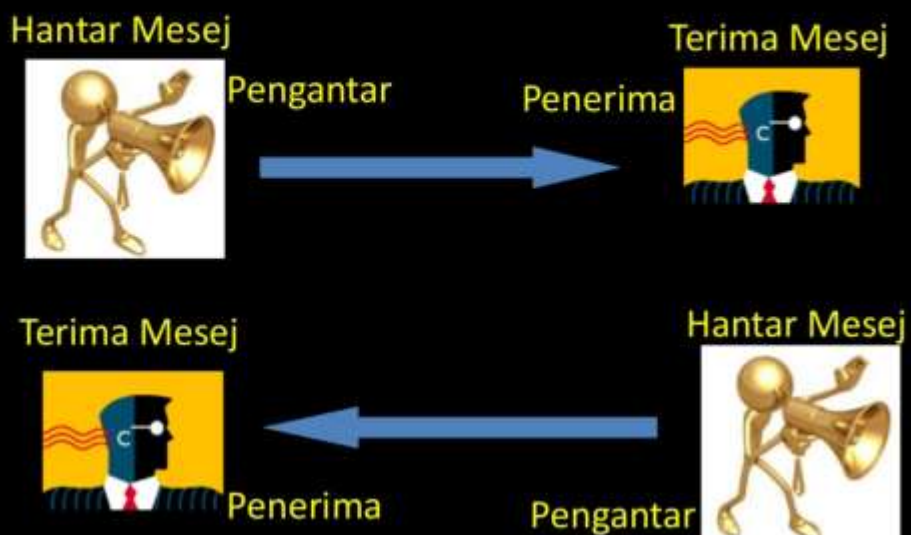 Hantar Mesej
Terima Mesej
Pengantar
Penerima
Terima Mesej
Hantar Mesej
Penerima
Pengantar